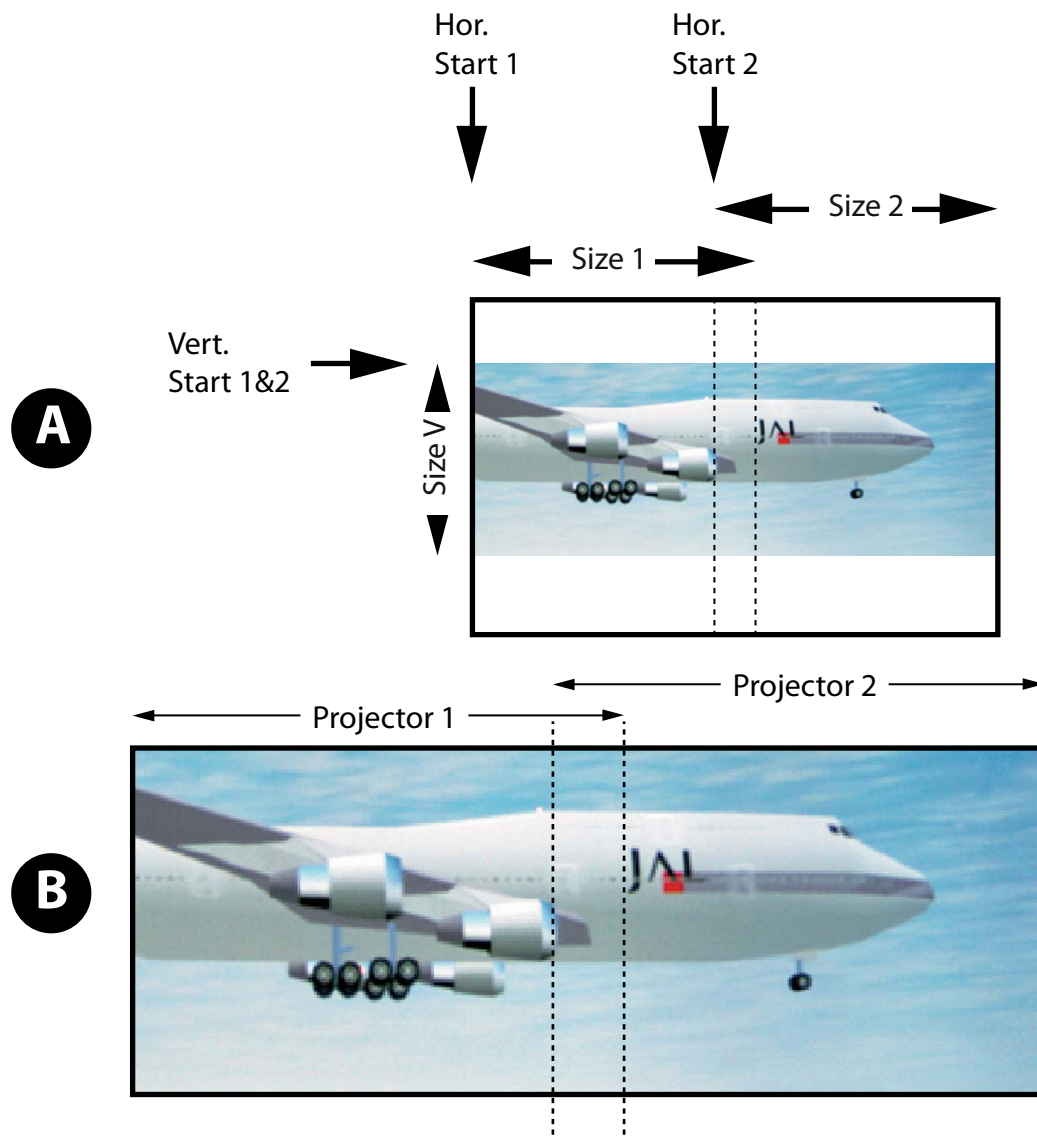 Hor.
Start 1
Hor.
Start 2
Size 2
Size 1
Vert.
Start 1&2
A
Size V
JAL
Projector 2
Projector 1
B
JAL